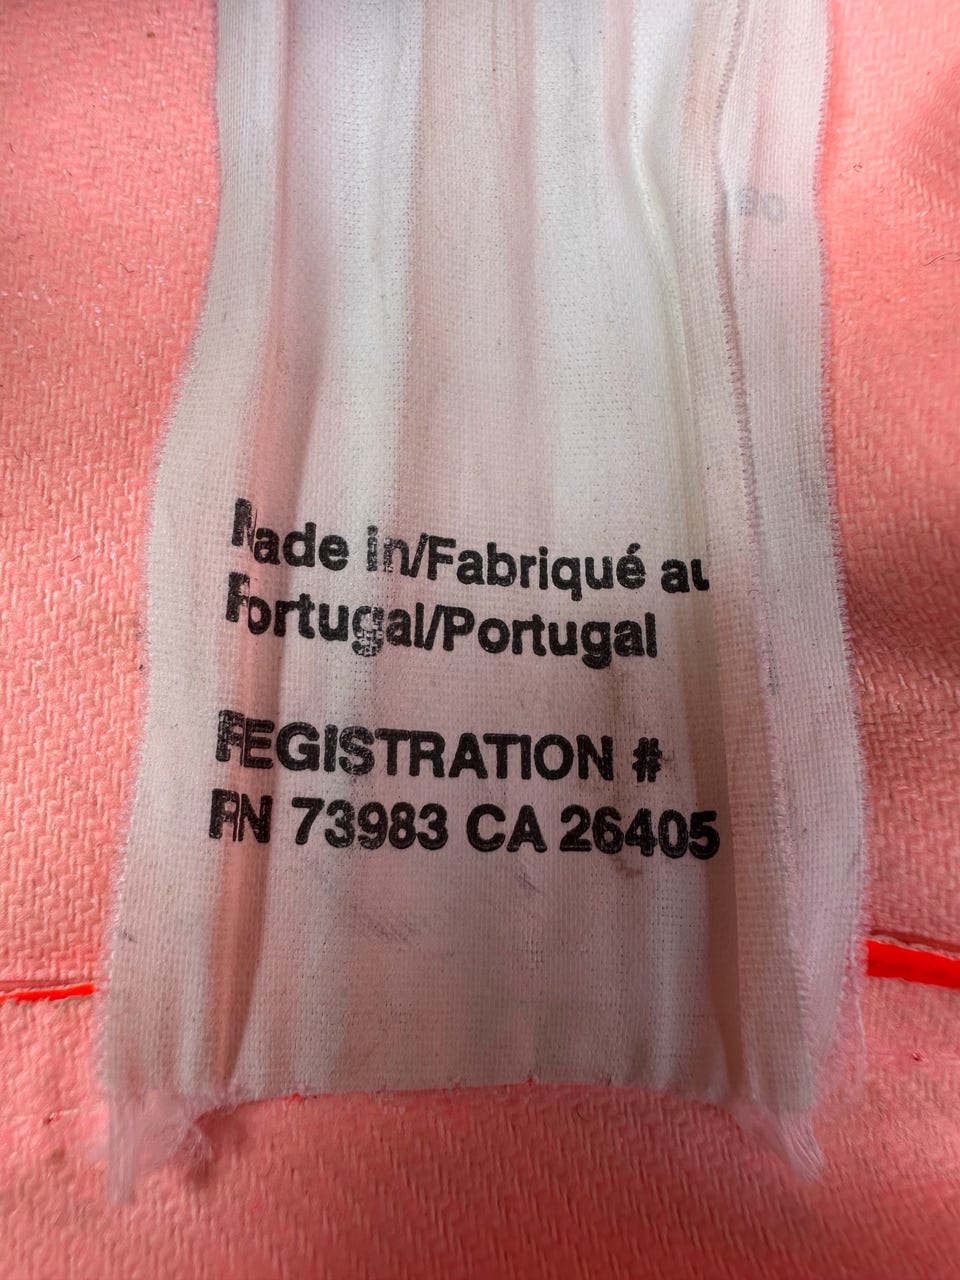 Made in/Fabriqué au
Portugal/Portugal
REGISTRATION #
RN 73983 CA 26405